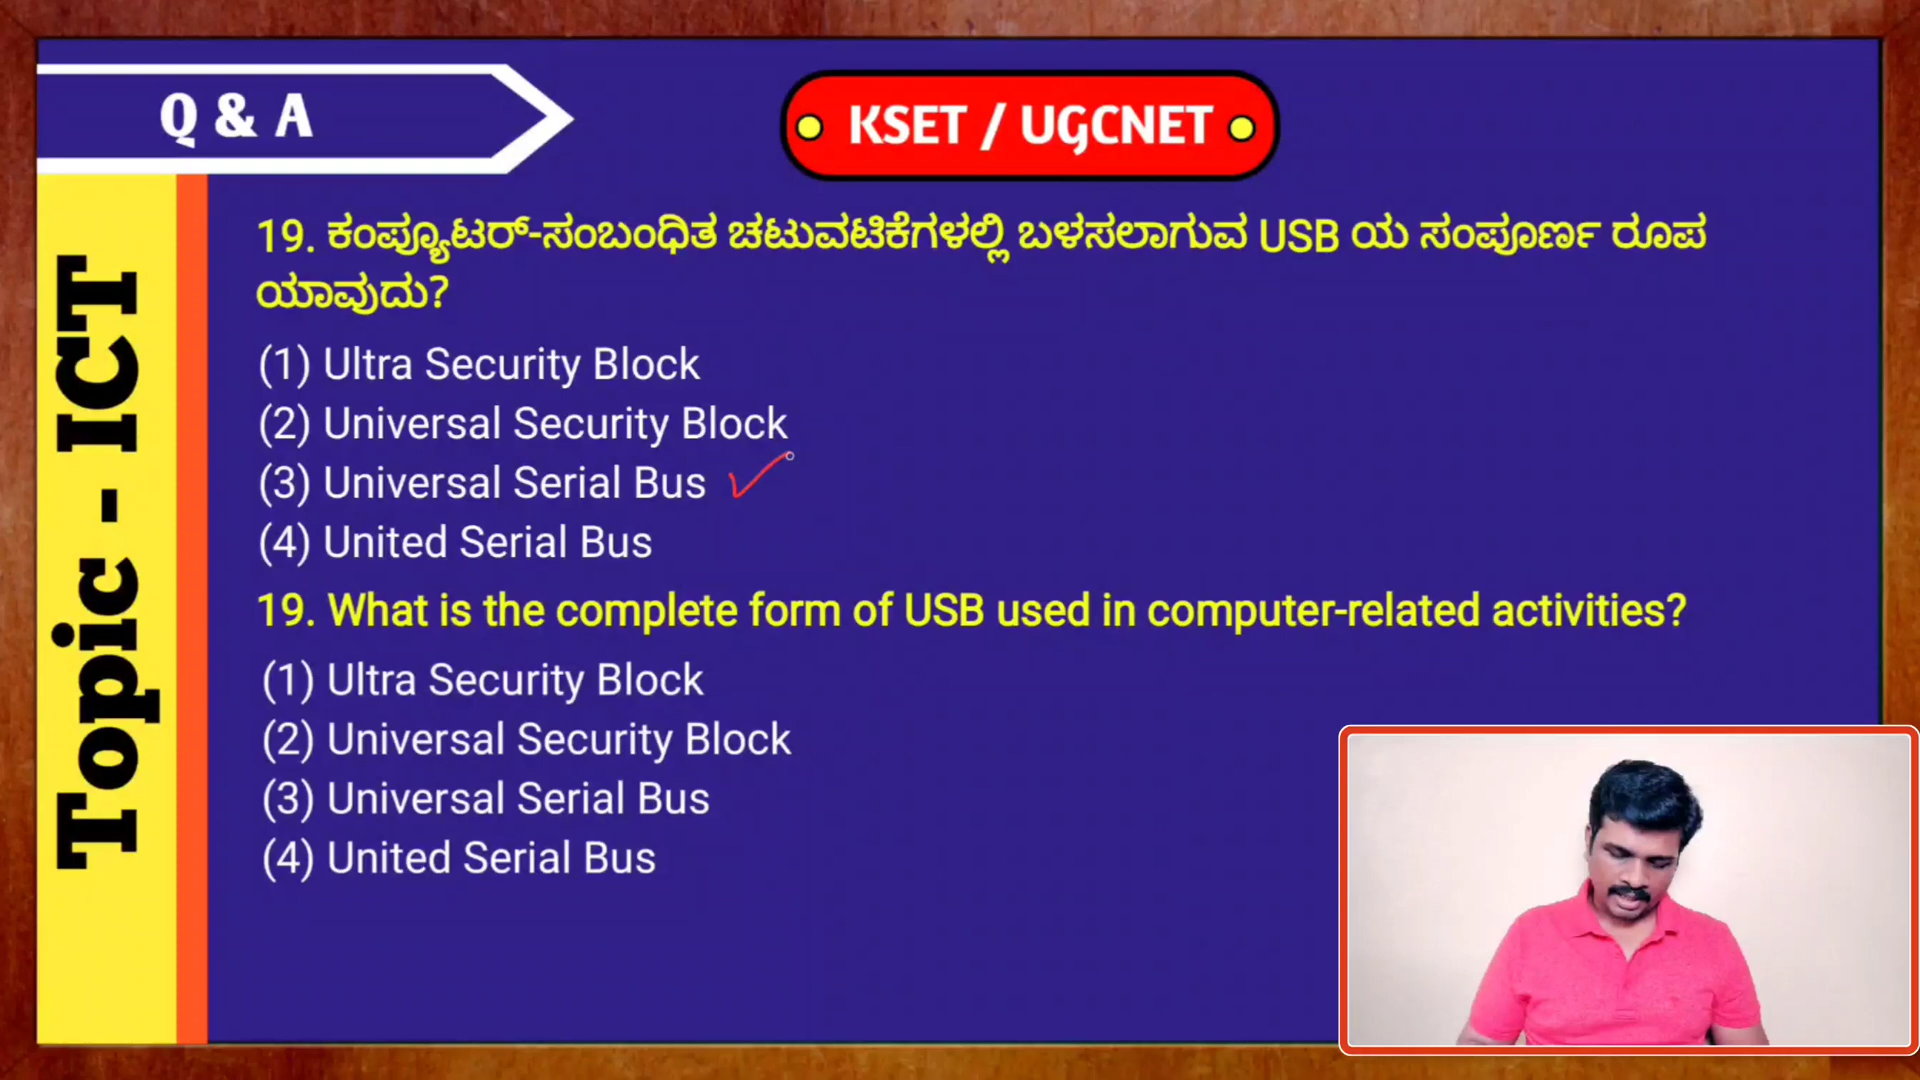 Q & A
KSET / UGCNET
Topic - ICT
19. ಕಂಪ್ಯೂಟರ್-ಸಂಬಂಧಿತ ಚಟುವಟಿಕೆಗಳಲ್ಲಿ ಬಳಸಲಾಗುವ USB ಯ ಸಂಪೂರ್ಣ ರೂಪ
ಯಾವುದು?
(1) Ultra Security Block
(2) Universal Security Block
(3) Universal Serial Bus
(4) United Serial Bus
19. What is the complete form of USB used in computer-related activities?
(1) Ultra Security Block
(2) Universal Security Block
(3) Universal Serial Bus
(4) United Serial Bus